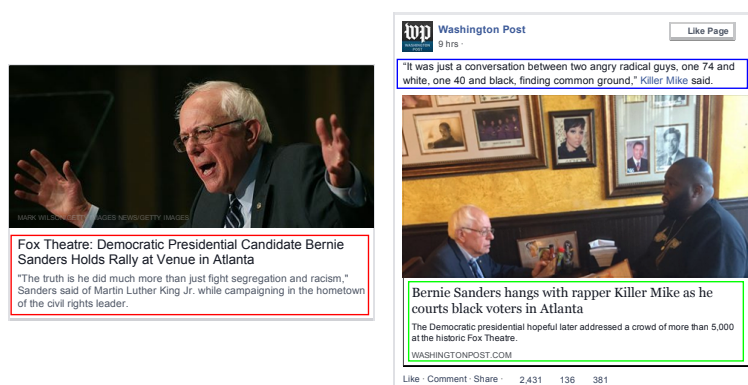 MARK WILSON/GETTY IMAGES NEWS/GETTY IMAGES
Fox Theatre: Democratic Presidential Candidate Bernie
Sanders Holds Rally at Venue in Atlanta
"The truth is he did much more than just fight segregation and racism,"
Sanders said of Martin Luther King Jr. while campaigning in the hometown
of the civil rights leader.
wp
WASHINGTON
POST
Washington Post
9 hrs ·
Like Page
“It was just a conversation between two angry radical guys, one 74 and
white, one 40 and black, finding common ground,” Killer Mike said.
Bernie Sanders hangs with rapper Killer Mike as he
courts black voters in Atlanta
The Democratic presidential hopeful later addressed a crowd of more than 5,000
at the historic Fox Theatre.
WASHINGTONPOST.COM
Like · Comment · Share · 2,431 136 381